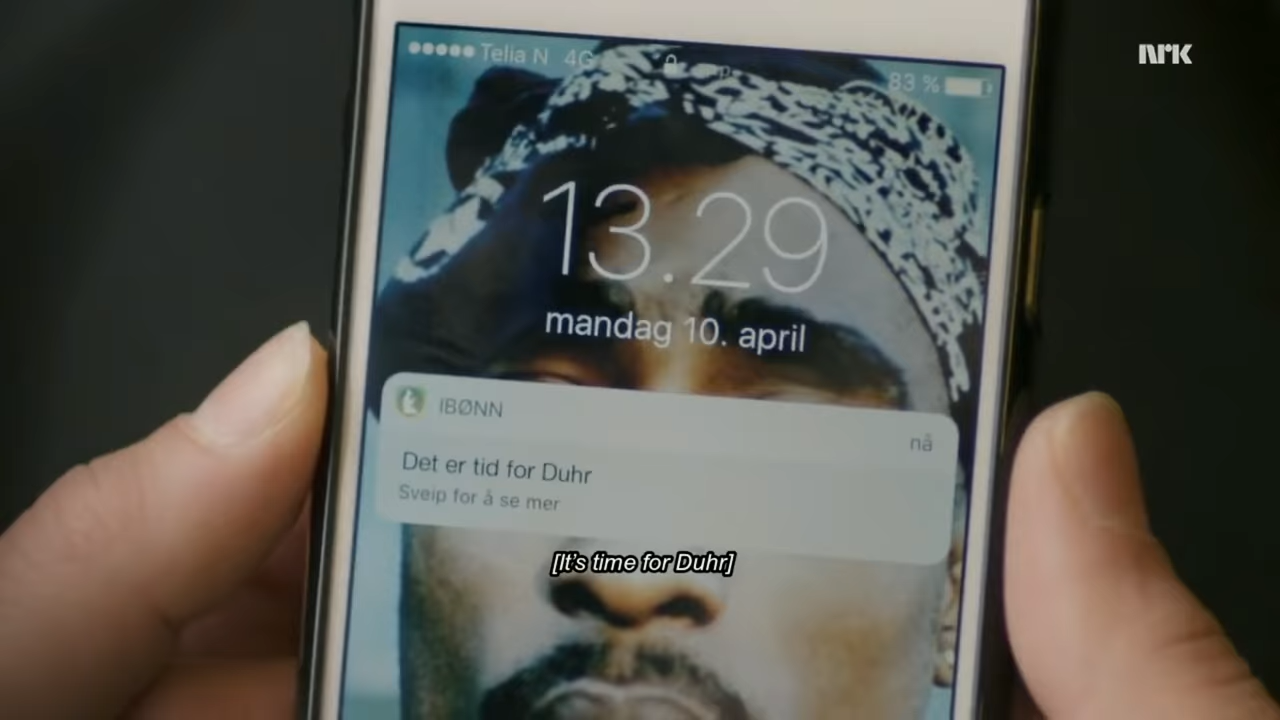 NRK
Telia N 4G
83 %
13.29
mandag 10. april
IBØNN
nå
Det er tid for Duhr
Sveip for å se mer
[It's time for Duhr]